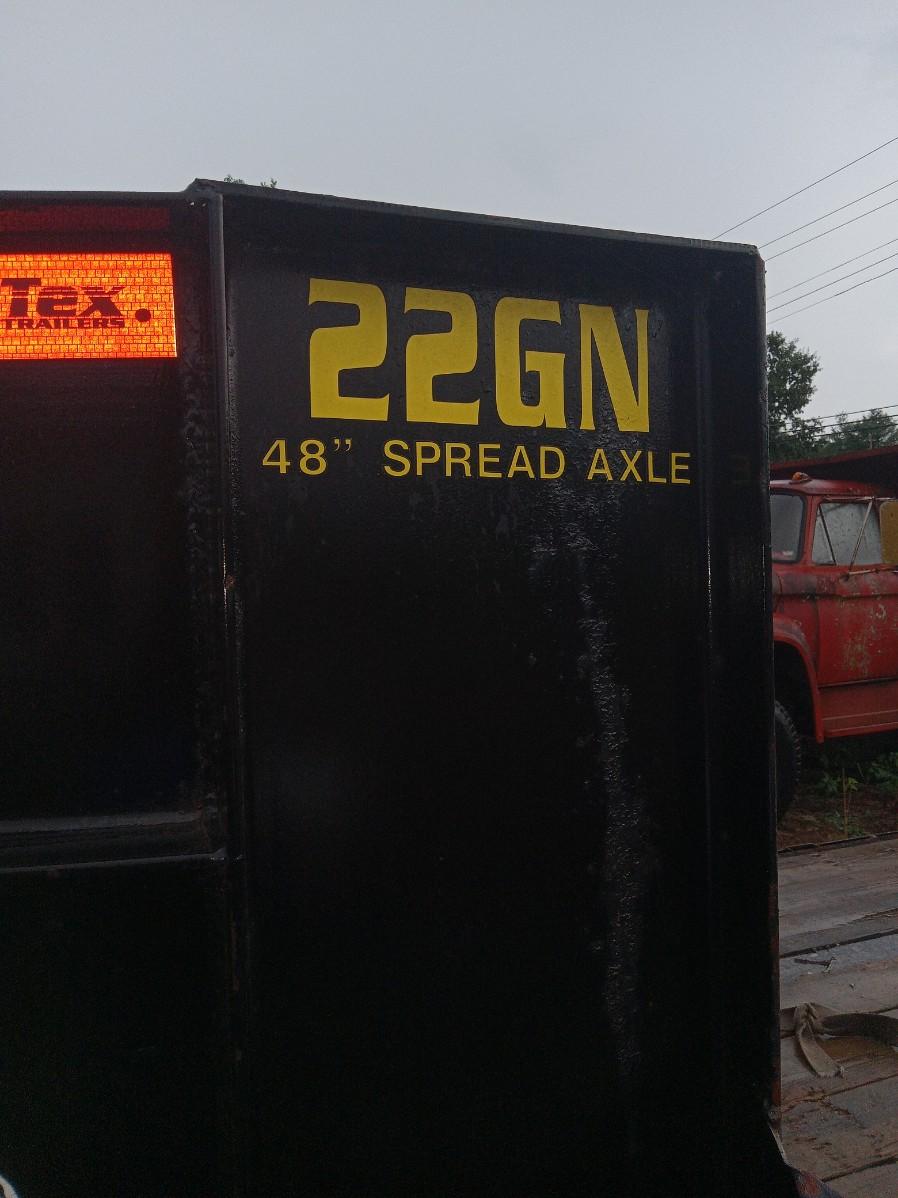 Tex
TRAILERS
22GN
48” SPREAD AXLE